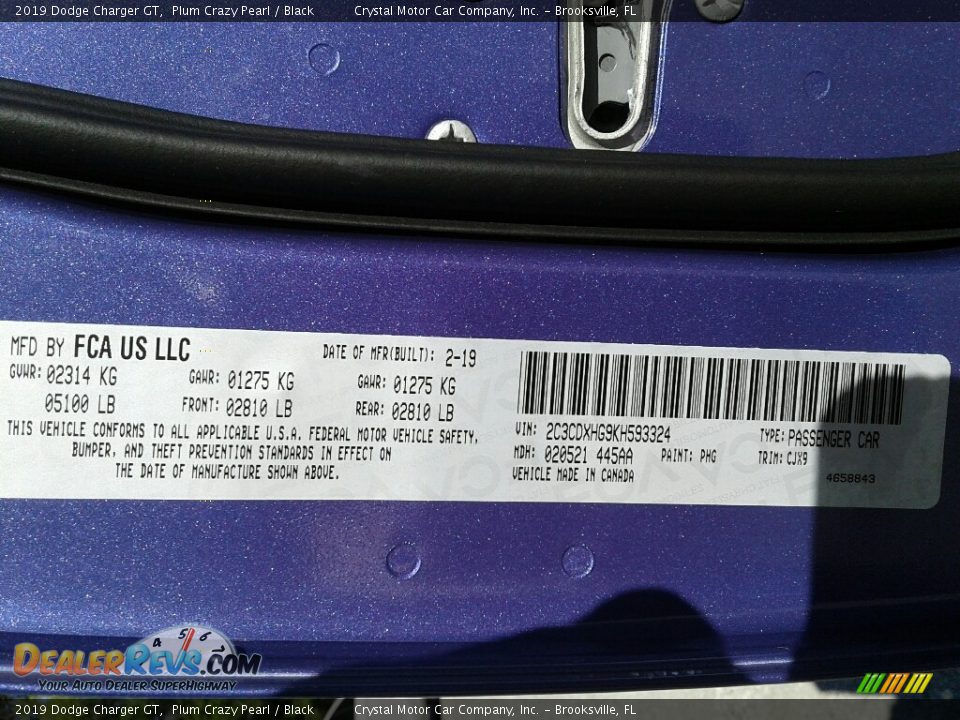 2019 Dodge Charger GT, Plum Crazy Pearl / Black Crystal Motor Car Company, Inc. - Brooksville, FL
MFD BY FCA US LLC DATE OF MFR(BUILT): 2-19
GVWR: 02314 KG GAWR: 01275 KG GAWR: 01275 KG
05100 LB FRONT: 02810 LB REAR: 02810 LB
THIS VEHICLE CONFORMS TO ALL APPLICABLE U.S.A. FEDERAL MOTOR VEHICLE SAFETY,
BUMPER, AND THEFT PREVENTION STANDARDS IN EFFECT ON
THE DATE OF MANUFACTURE SHOWN ABOVE.
VIN: 2C3CDXHG9KH593324 TYPE: PASSENGER CAR
MDH: 020521 445AA PAINT: PHG TRIM: CJX9
VEHICLE MADE IN CANADA 4658843
4 5 6
DEALERREVS.COM
YOUR AUTO DEALER SUPERHIGHWAY
2019 Dodge Charger GT, Plum Crazy Pearl / Black Crystal Motor Car Company, Inc. - Brooksville, FL